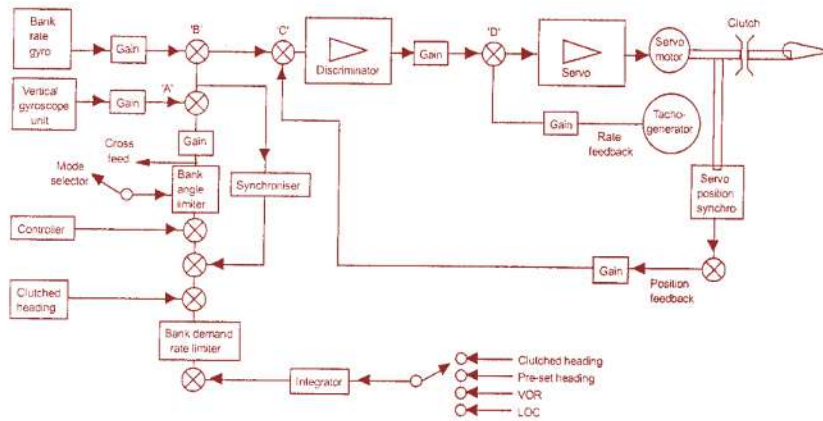 Bank
rate
gyro
Gain
'B'
'C'
Discriminator
Gain
'D'
Servo
Servo
motor
Clutch
Vertical
gyroscope
unit
Gain
'A'
Gain
Cross
feed
Mode
selector
Bank
angle
limiter
Synchroniser
Gain
Rate
feedback
Tacho-
generator
Servo
position
synchro
Controller
Gain
Position
feedback
Clutched
heading
Bank demand
rate limiter
Integrator
Clutched heading
Pre-set heading
VOR
LOC